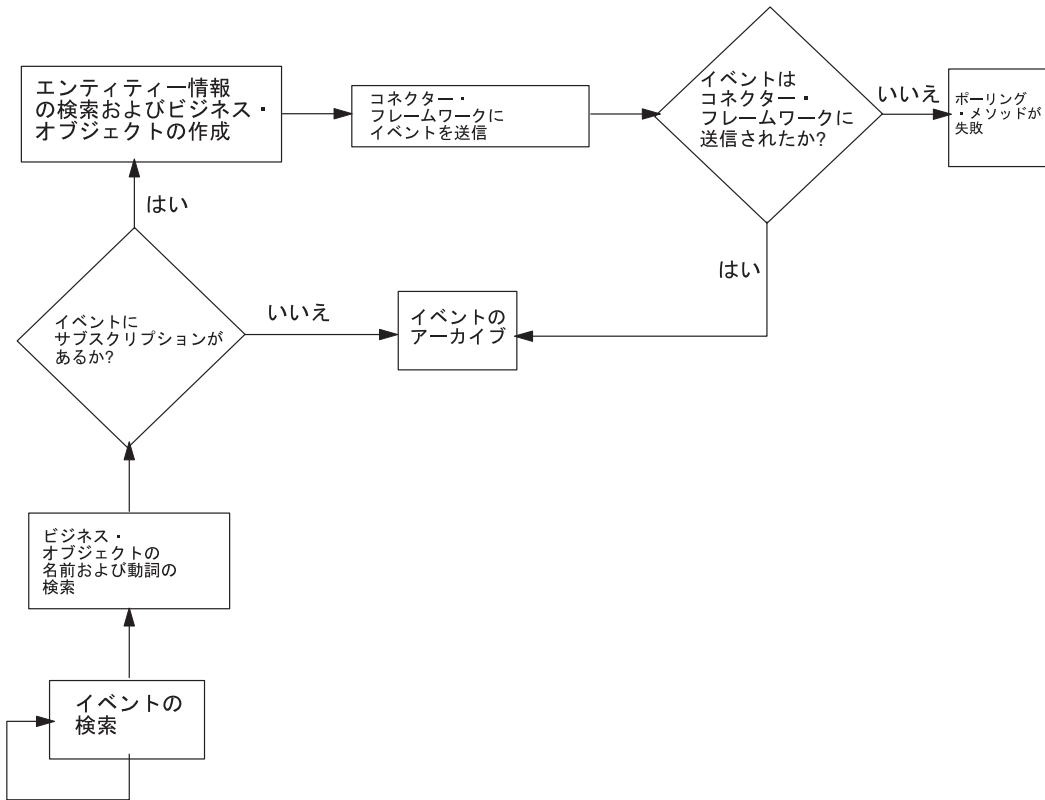 エンティティー情報
の検索およびビジネス・
オブジェクトの作成
コネクター・
フレームワークに
イベントを送信
イベントは
コネクター・
フレームワークに
送信されたか?
いいえ
ポーリング
・メソッドが
失敗
はい
はい
イベントに
サブスクリプションが
あるか?
いいえ
イベントの
アーカイブ
ビジネス・
オブジェクトの
名前および動詞の
検索
イベントの
検索